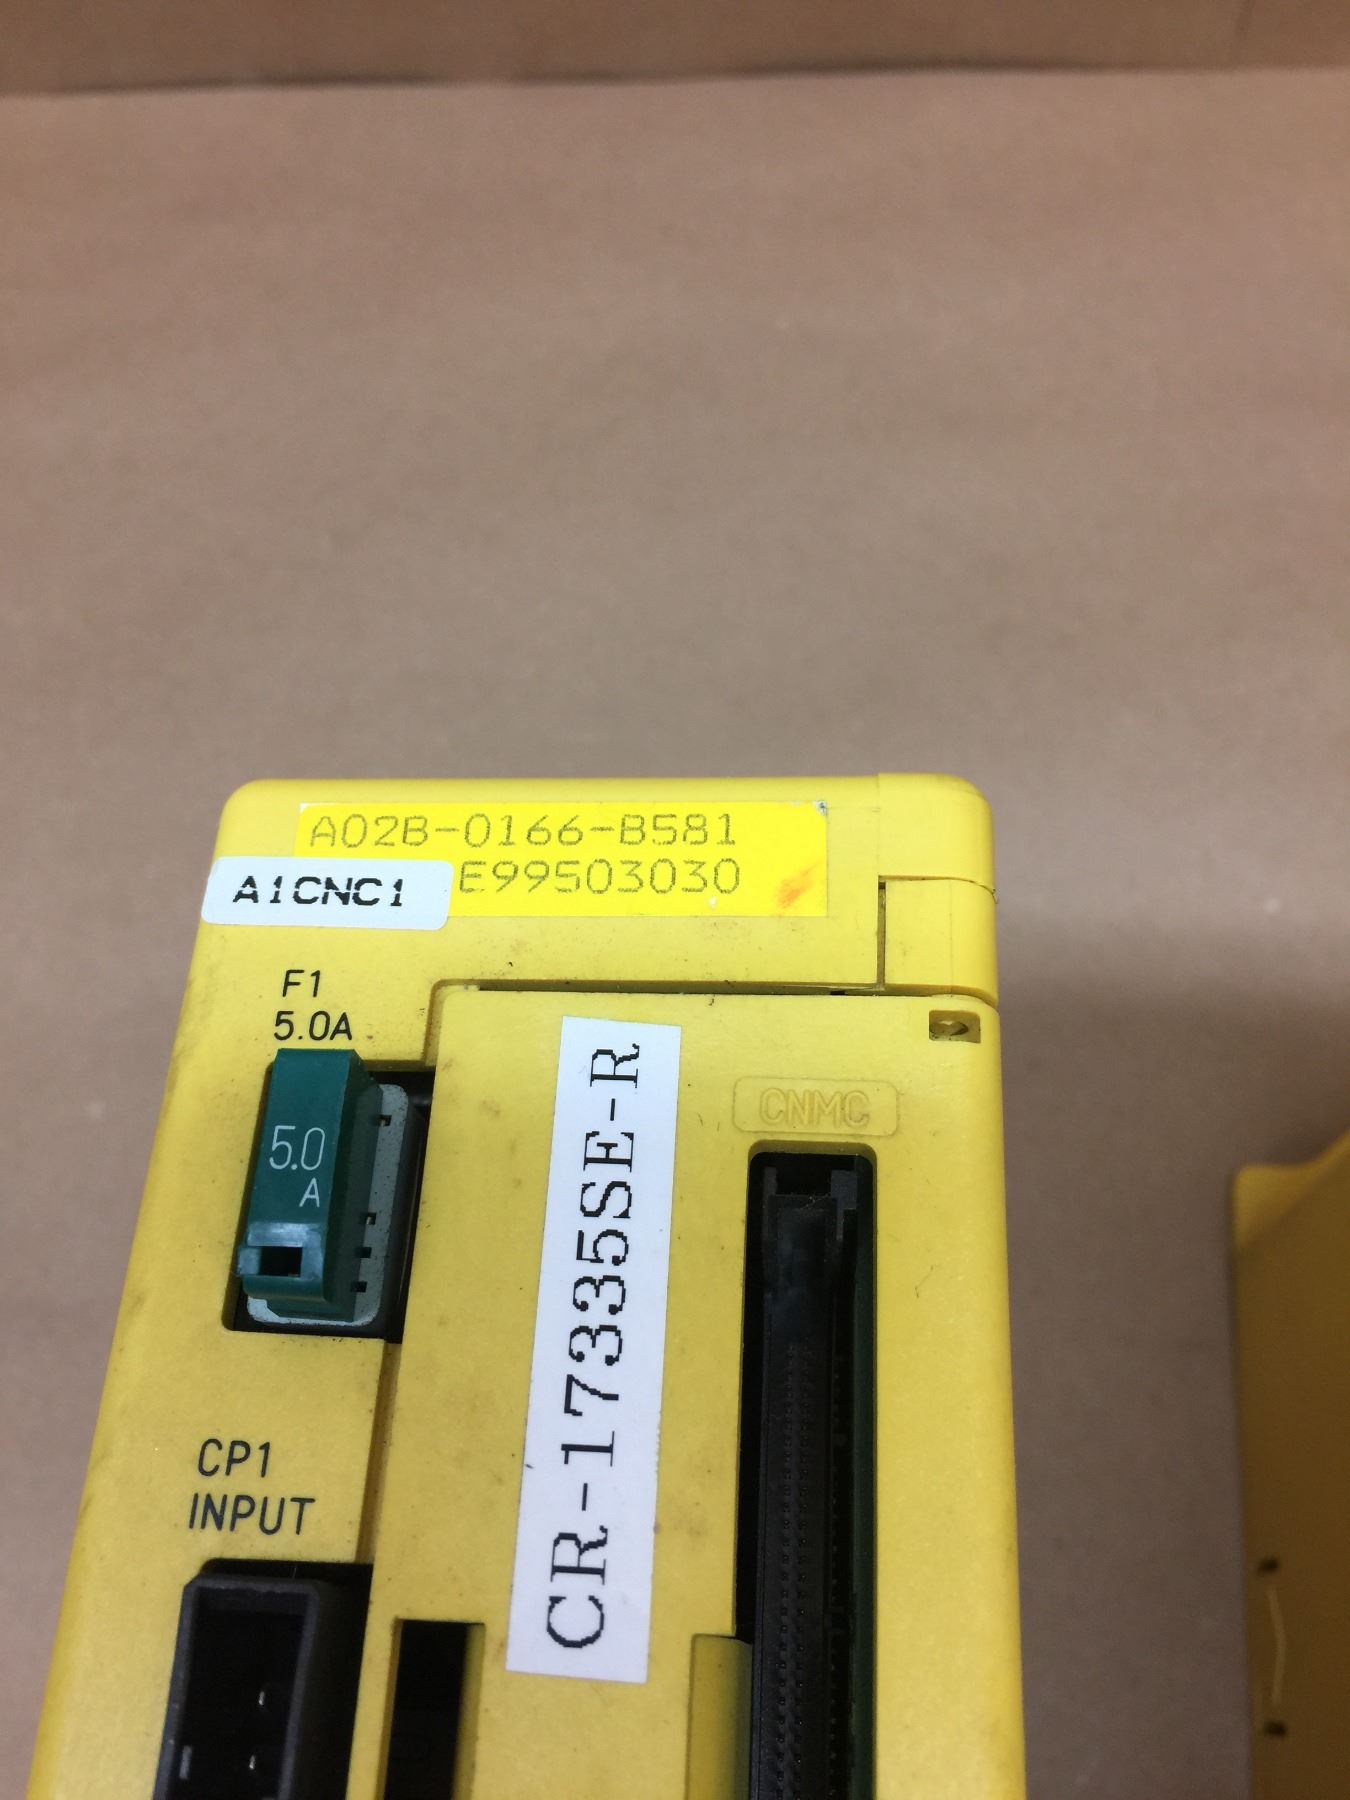 A02B-0166-B581
E99503030
A1CNC1
F1
5.0A
5.0
A
CNMC
CR-17335SE-R
CP1
INPUT